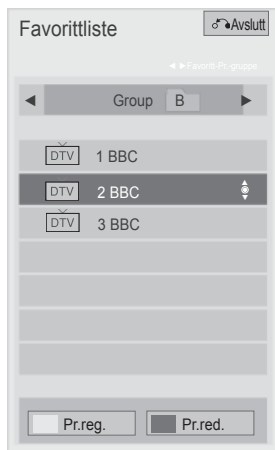 Favorittliste
Avslutt
Favoritt-Pr.-gruppe
Group B
DTV 1 BBC
DTV 2 BBC
DTV 3 BBC
Pr.reg. Pr.red.